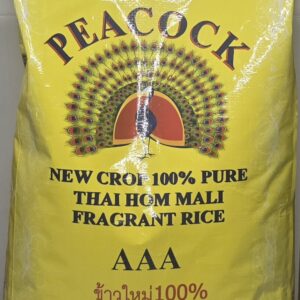 PEACOCK
NEW CROP 100% PURE
THAI HOM MALI
FRAGRANT RICE
AAA
ข้าวใหม่100%